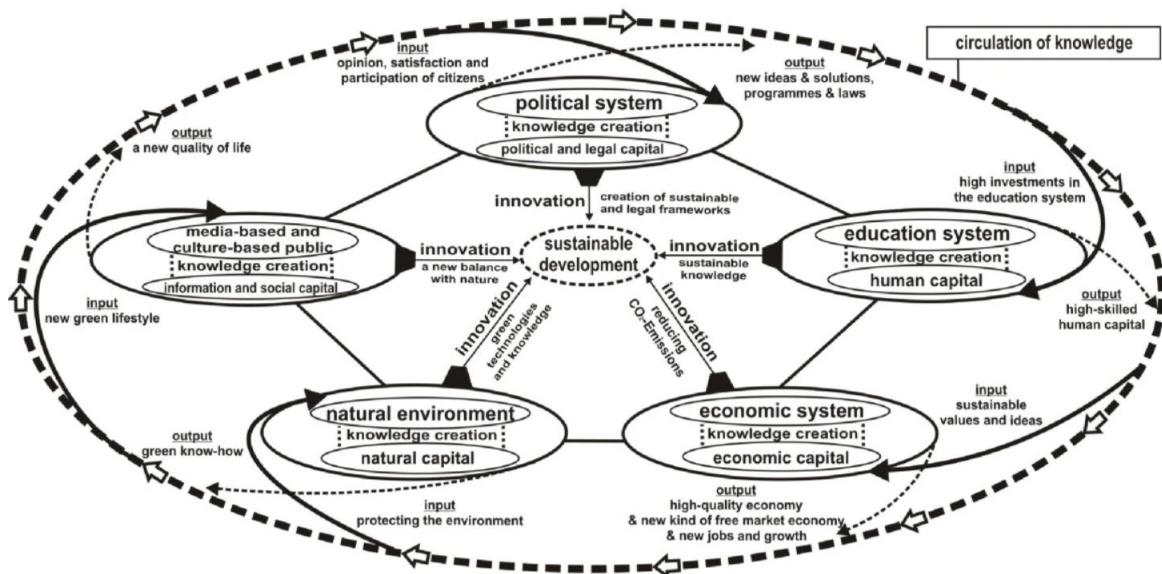 circulation of knowledge
input
opinion, satisfaction and
participation of citizens
output
new ideas & solutions,
programmes & laws
political system
knowledge creation
political and legal capital
innovation
creation of sustainable
and legal frameworks
output
a new quality of life
media-based and
culture-based public
knowledge creation
information and social capital
input
new green lifestyle
innovation
a new balance
with nature
sustainable
development
innovation
sustainable
knowledge
input
high investments in
the education system
education system
knowledge creation
human capital
output
high-skilled
human capital
innovation
green
technologies
and knowledge
innovation
reducing
CO₂-Emissions
natural environment
knowledge creation
natural capital
output
green know-how
input
protecting the environment
economic system
knowledge creation
economic capital
input
sustainable
values and ideas
output
high-quality economy
& new kind of free market economy
& new jobs and growth